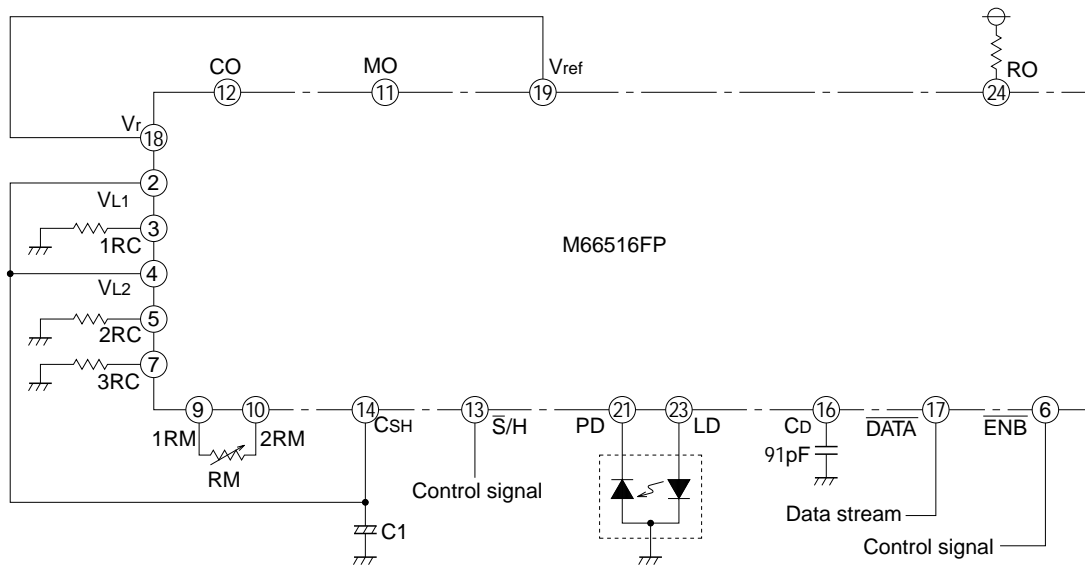 CO
MO
Vref
RO
12
11
19
24
Vr
18
2
VL1
3
1RC
M66516FP
4
VL2
5
2RC
7
3RC
9
10
14
13
21
23
16
17
6
1RM
2RM
CSH
S̅/H
PD
LD
CD
D̅A̅T̅A̅
E̅N̅B̅
RM
91pF
Control signal
Data stream
C1
Control signal